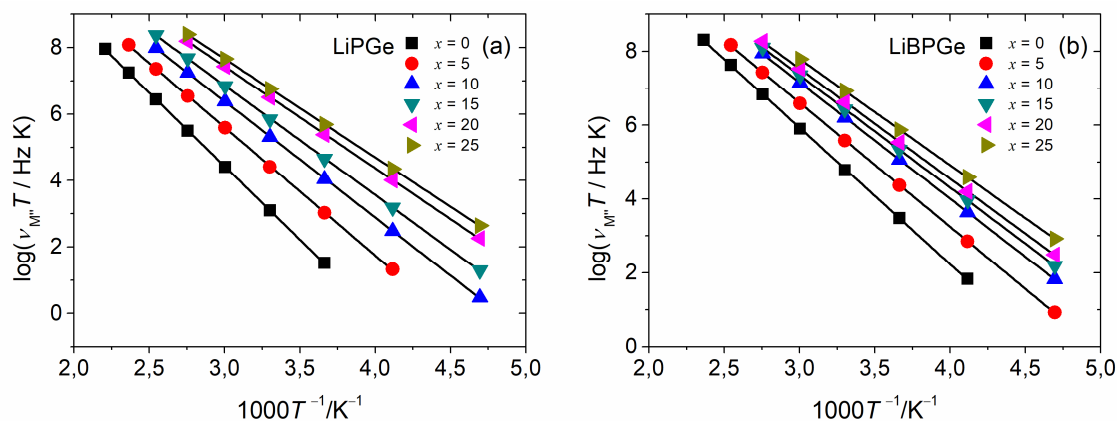 LiPGe
(a)
x = 0
x = 5
x = 10
x = 15
x = 20
x = 25
8
6
4
2
0
log(νM''T / Hz K)
2,0 2,5 3,0 3,5 4,0 4,5 5,0
1000T⁻¹/K⁻¹
LiBPGe
(b)
x = 0
x = 5
x = 10
x = 15
x = 20
x = 25
8
6
4
2
0
log(νM''T / Hz K)
2,0 2,5 3,0 3,5 4,0 4,5 5,0
1000T⁻¹/K⁻¹